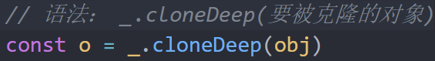 // 语法： _.cloneDeep(要被克隆的对象)
const o = _.cloneDeep(obj)